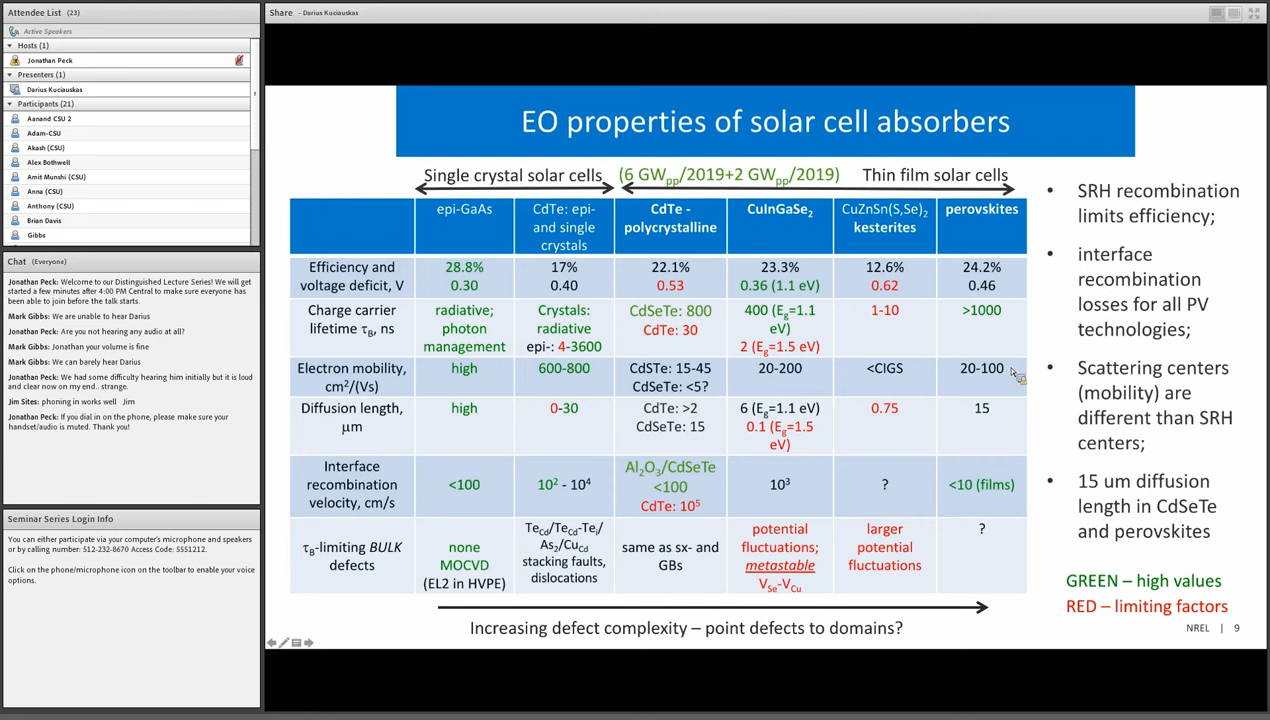 Attendee List (23)
Active Speakers
Hosts (1)
Jonathan Peck
Presenters (1)
Darius Kuciauskas
Participants (21)
Aanand CSU 2
Adam-CSU
Akash (CSU)
Alex Bothwell
Amit Munshi (CSU)
Anna (CSU)
Anthony (CSU)
Brian Davis
Gibbs
Chat (Everyone)
Jonathan Peck: Welcome to our Distinguished Lecture Series! We will get
started a few minutes after 4:00 PM Central to make sure everyone has
been able to join before the talk starts.
Mark Gibbs: We are unable to hear Darius
Jonathan Peck: Are you not hearing any audio at all?
Mark Gibbs: Jonathan your volume is fine
Mark Gibbs: We can barely hear Darius
Jonathan Peck: We had some difficulty hearing him initially but it is loud
and clear now on my end.. strange.
Jim Sites: phoning in works well Jim
Jonathan Peck: If you dial in on the phone, please make sure your
handset/audio is muted. Thank you!
Seminar Series Login Info
You can either participate via your computer's microphone and speakers
or by calling number: 512-232-8670 Access Code: 5551212.
Click on the phone/microphone icon on the toolbar to enable your voice
options.
Share - Darius Kuciauskas
EO properties of solar cell absorbers
Single crystal solar cells (6 GWpp/2019+2 GWpp/2019) Thin film solar cells
epi-GaAs
CdTe: epi-
and single
crystals
CdTe -
polycrystalline
CuInGaSe2
CuZnSn(S,Se)2
kesterites
perovskites
Efficiency and
voltage deficit, V
28.8%
0.30
17%
0.40
22.1%
0.53
23.3%
0.36 (1.1 eV)
12.6%
0.62
24.2%
0.46
Charge carrier
lifetime τB, ns
radiative;
photon
management
Crystals:
radiative
epi-: 4-3600
CdSeTe: 800
CdTe: 30
400 (Eg=1.1
eV)
2 (Eg=1.5 eV)
1-10
>1000
Electron mobility,
cm2/(Vs)
high
600-800
CdSTe: 15-45
CdSeTe: <5?
20-200
<CIGS
20-100
Diffusion length,
μm
high
0-30
CdTe: >2
CdSeTe: 15
6 (Eg=1.1 eV)
0.1 (Eg=1.5
eV)
0.75
15
Interface
recombination
velocity, cm/s
<100
10² - 10⁴
Al2O3/CdSeTe
<100
CdTe: 10⁵
10³
?
<10 (films)
τB-limiting BULK
defects
none
MOCVD
(EL2 in HVPE)
TeCd/TeCd-Tei/
As2/CuCd
stacking faults,
dislocations
same as sx- and
GBs
potential
fluctuations;
metastable
VSe-VCu
larger
potential
fluctuations
?
Increasing defect complexity – point defects to domains?
• SRH recombination
limits efficiency;
• interface
recombination
losses for all PV
technologies;
• Scattering centers
(mobility) are
different than SRH
centers;
• 15 um diffusion
length in CdSeTe
and perovskites
GREEN – high values
RED – limiting factors
NREL | 9